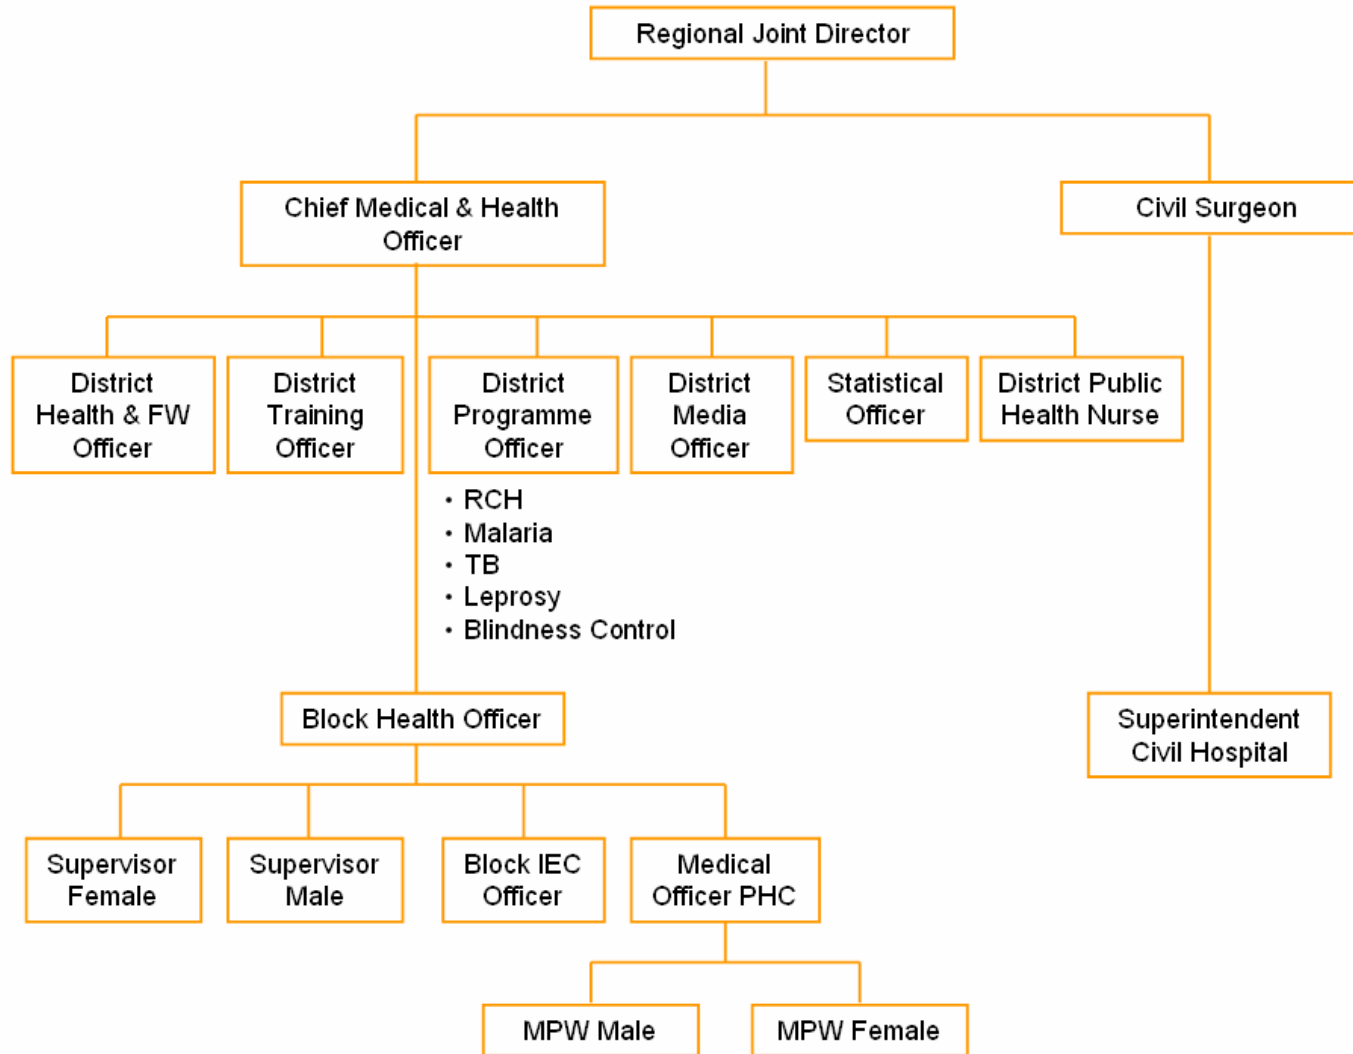 Regional Joint Director
Chief Medical & Health
Officer
Civil Surgeon
District
Health & FW
Officer
District
Training
Officer
District
Programme
Officer
District
Media
Officer
Statistical
Officer
District Public
Health Nurse
• RCH
• Malaria
• TB
• Leprosy
• Blindness Control
Block Health Officer
Superintendent
Civil Hospital
Supervisor
Female
Supervisor
Male
Block IEC
Officer
Medical
Officer PHC
MPW Male
MPW Female